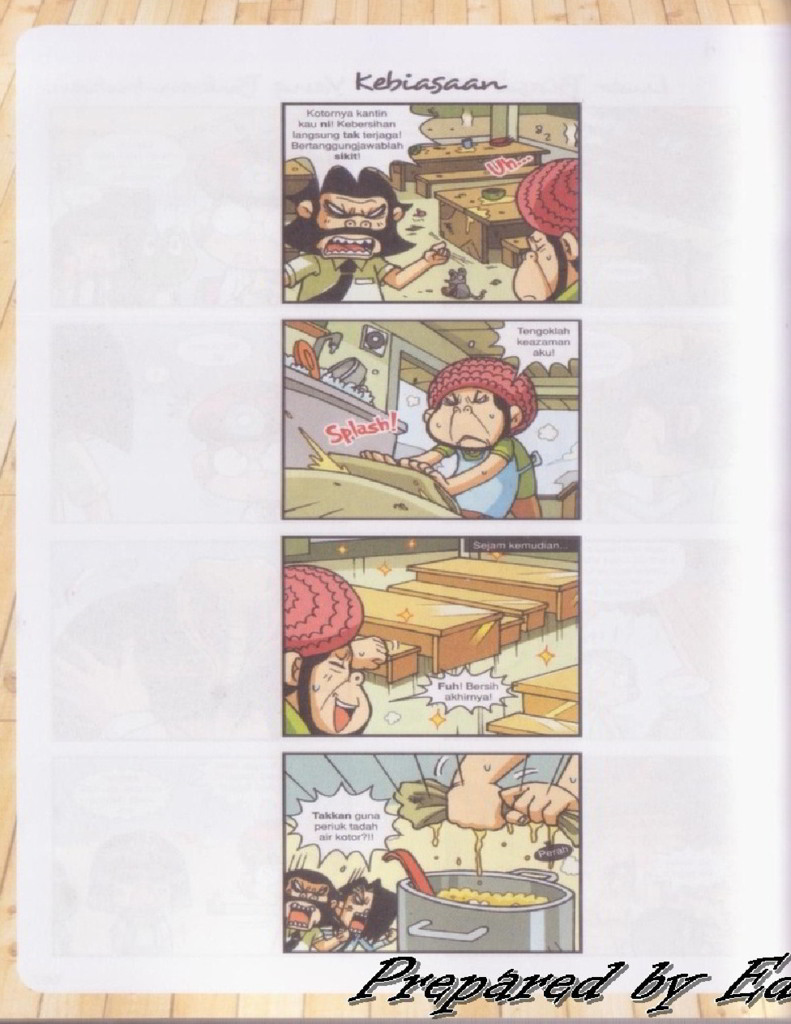 Kebiasaan
Kotornya kantin
kau ni! Kebersihan
langsung tak terjaga!
Bertanggungjawablah
sikit!
Uh...
Tengoklah
keazaman
aku!
Splash!
Sejam kemudian...
Fuh! Bersih
akhirnya!
Takkan guna
periuk tadah
air kotor?!!
Perah
Prepared by Ed